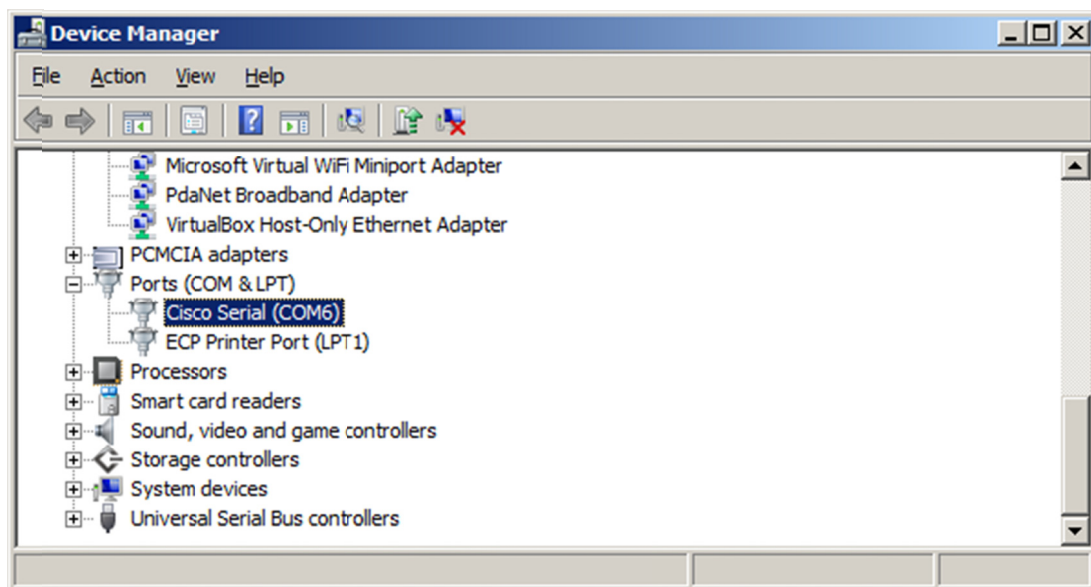 Device Manager
File Action View Help
Microsoft Virtual WiFi Miniport Adapter
PdaNet Broadband Adapter
VirtualBox Host-Only Ethernet Adapter
PCMCIA adapters
Ports (COM & LPT)
Cisco Serial (COM6)
ECP Printer Port (LPT1)
Processors
Smart card readers
Sound, video and game controllers
Storage controllers
System devices
Universal Serial Bus controllers